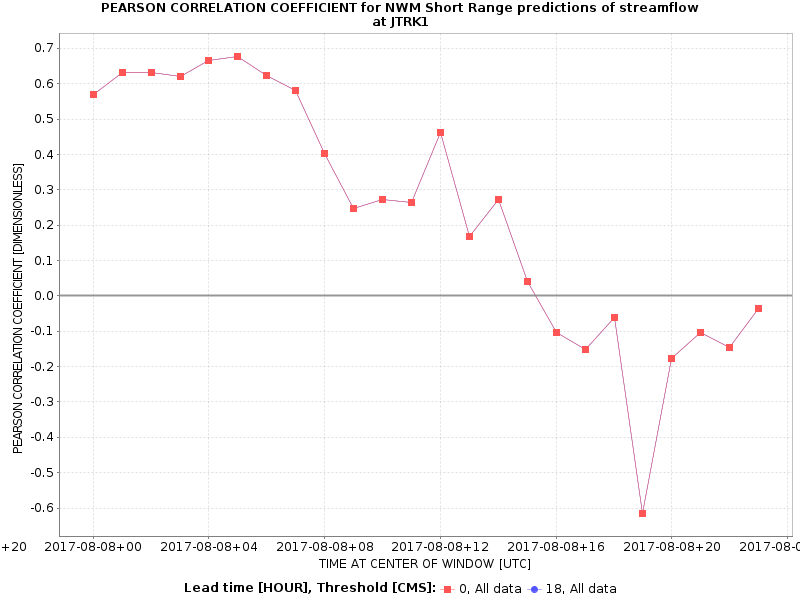 PEARSON CORRELATION COEFFICIENT for NWM Short Range predictions of streamflow
at JTRK1
PEARSON CORRELATION COEFFICIENT [DIMENSIONLESS]
0.7
0.6
0.5
0.4
0.3
0.2
0.1
0.0
-0.1
-0.2
-0.3
-0.4
-0.5
-0.6
+20 2017-08-08+00 2017-08-08+04 2017-08-08+08 2017-08-08+12 2017-08-08+16 2017-08-08+20 2017-08-0
TIME AT CENTER OF WINDOW [UTC]
Lead time [HOUR], Threshold [CMS]: 0, All data 18, All data